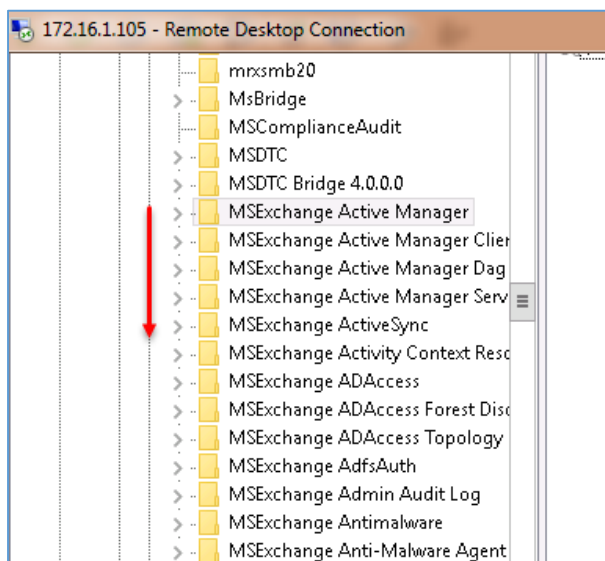 172.16.1.105 - Remote Desktop Connection
mrxsmb20
MsBridge
MSComplianceAudit
MSDTC
MSDTC Bridge 4.0.0.0
MSExchange Active Manager
MSExchange Active Manager Clier
MSExchange Active Manager Dag
MSExchange Active Manager Serv
MSExchange ActiveSync
MSExchange Activity Context Reso
MSExchange ADAccess
MSExchange ADAccess Forest Disc
MSExchange ADAccess Topology
MSExchange AdfsAuth
MSExchange Admin Audit Log
MSExchange Antimalware
MSExchange Anti-Malware Agent